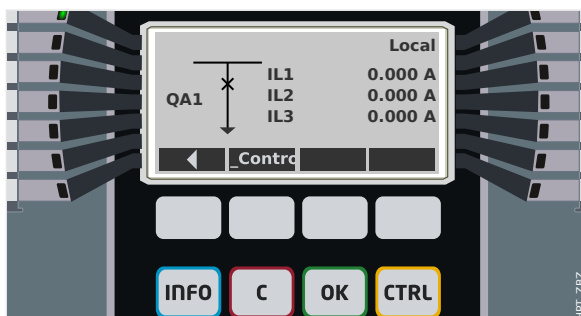 Local
IL1 0.000 A
QA1 IL2 0.000 A
IL3 0.000 A
_Contro
INFO C OK CTRL